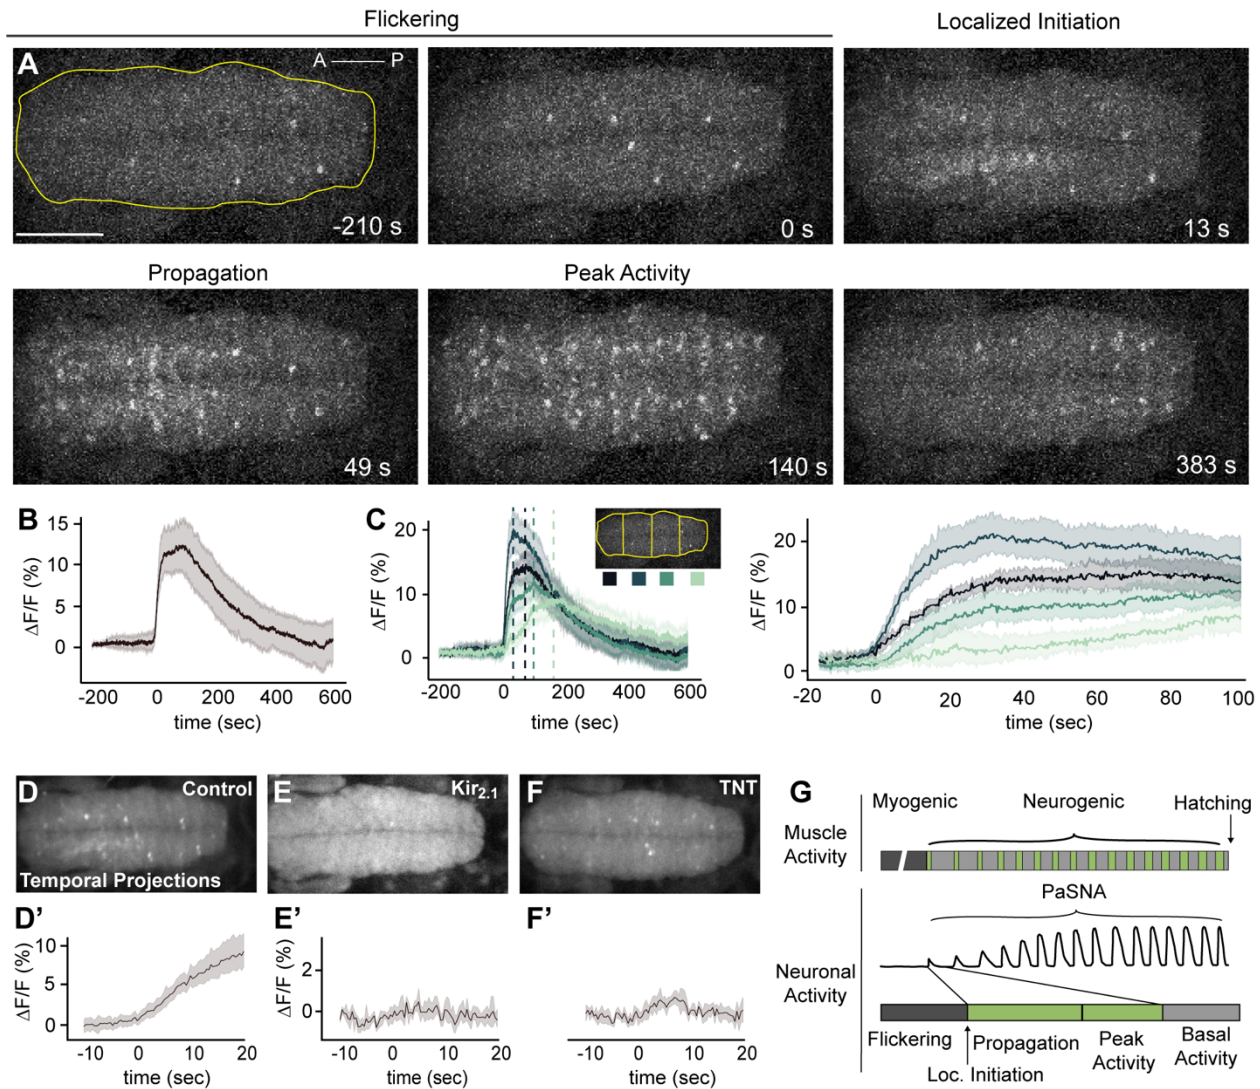 Flickering
Localized Initiation
A
A P
-210 s
0 s
13 s
Propagation
Peak Activity
49 s
140 s
383 s
B
15
10
5
0
ΔF/F (%)
-200 0 200 400 600
time (sec)
C
20
10
0
ΔF/F (%)
-200 0 200 400 600
time (sec)
20
10
0
ΔF/F (%)
-20 0 20 40 60 80 100
time (sec)
D
Control
Temporal Projections
E
Kir2.1
F
TNT
D’
10
5
0
ΔF/F (%)
-10 0 10 20
time (sec)
E’
2
0
ΔF/F (%)
-10 0 10 20
time (sec)
F’
-10 0 10 20
time (sec)
G
Myogenic
Neurogenic
Hatching
Muscle
Activity
PaSNA
Neuronal
Activity
Flickering
Propagation
Peak
Activity
Basal
Activity
Loc. Initiation